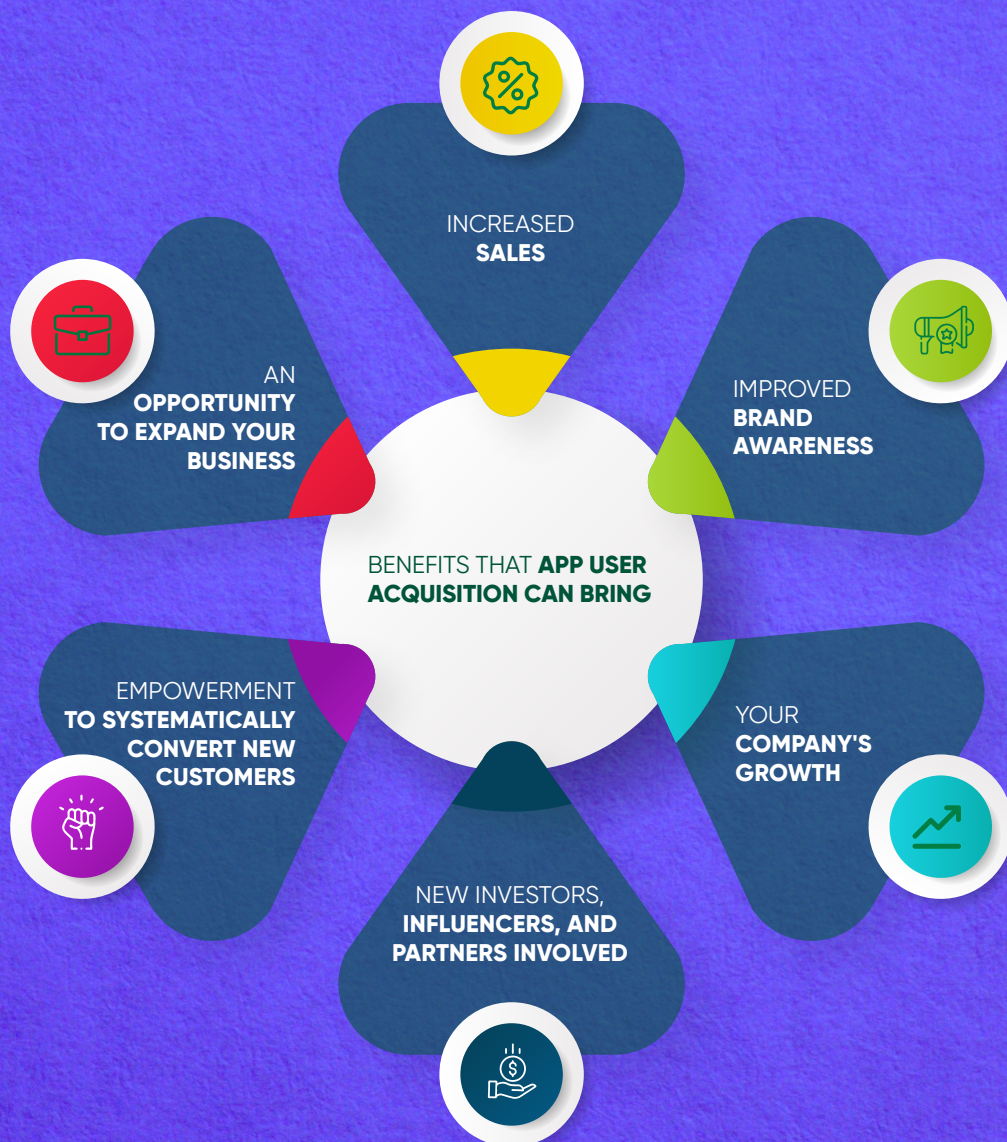 INCREASED
SALES
IMPROVED
BRAND
AWARENESS
YOUR
COMPANY'S
GROWTH
NEW INVESTORS,
INFLUENCERS, AND
PARTNERS INVOLVED
EMPOWERMENT
TO SYSTEMATICALLY
CONVERT NEW
CUSTOMERS
AN
OPPORTUNITY
TO EXPAND YOUR
BUSINESS
BENEFITS THAT APP USER
ACQUISITION CAN BRING